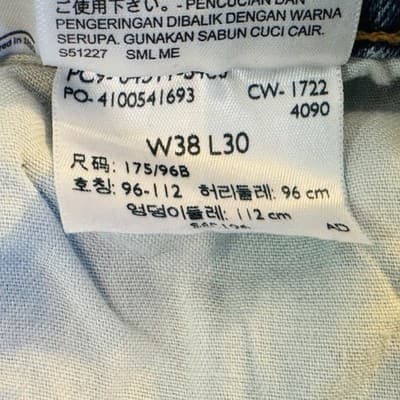 ご使用下さい。- PENCUCIAN DAN
PENGERINGAN DIBALIK DENGAN WARNA
SERUPA. GUNAKAN SABUN CUCI CAIR.
S51227 SML ME
PO- 4100541693 CW- 1722
4090
W38 L30
尺码: 175/96B
호칭: 96-112 허리둘레: 96 cm
엉덩이둘레: 112 cm
AD